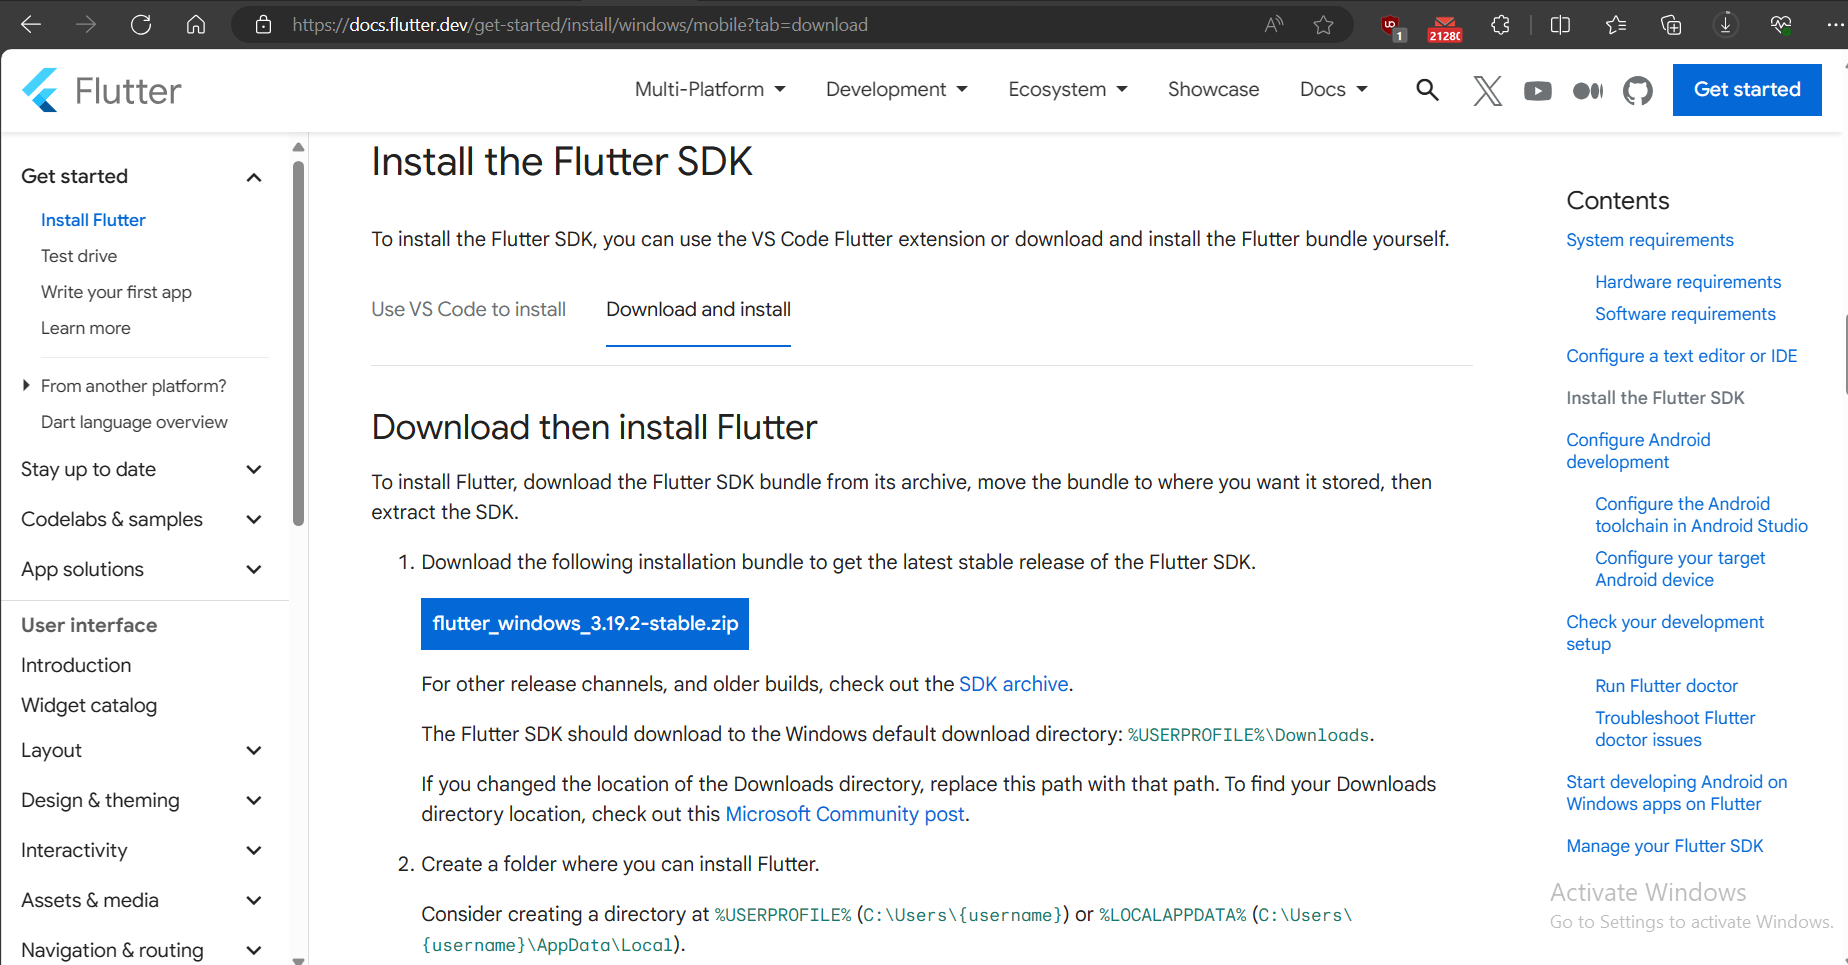 https://docs.flutter.dev/get-started/install/windows/mobile?tab=download
A
1
2128
Flutter
Multi-Platform
Development
Ecosystem
Showcase
Docs
Get started
Get started
Install Flutter
Test drive
Write your first app
Learn more
From another platform?
Dart language overview
Stay up to date
Codelabs & samples
App solutions
User interface
Introduction
Widget catalog
Layout
Design & theming
Interactivity
Assets & media
Navigation & routing
Install the Flutter SDK
To install the Flutter SDK, you can use the VS Code Flutter extension or download and install the Flutter bundle yourself.
Use VS Code to install
Download and install
Download then install Flutter
To install Flutter, download the Flutter SDK bundle from its archive, move the bundle to where you want it stored, then
extract the SDK.
1. Download the following installation bundle to get the latest stable release of the Flutter SDK.
flutter_windows_3.19.2-stable.zip
For other release channels, and older builds, check out the SDK archive.
The Flutter SDK should download to the Windows default download directory: %USERPROFILE%\Downloads.
If you changed the location of the Downloads directory, replace this path with that path. To find your Downloads
directory location, check out this Microsoft Community post.
2. Create a folder where you can install Flutter.
Consider creating a directory at %USERPROFILE% (C:\Users\{username}) or %LOCALAPPDATA% (C:\Users\
{username}\AppData\Local).
Contents
System requirements
Hardware requirements
Software requirements
Configure a text editor or IDE
Install the Flutter SDK
Configure Android
development
Configure the Android
toolchain in Android Studio
Configure your target
Android device
Check your development
setup
Run Flutter doctor
Troubleshoot Flutter
doctor issues
Start developing Android on
Windows apps on Flutter
Manage your Flutter SDK
Activate Windows
Go to Settings to activate Windows.